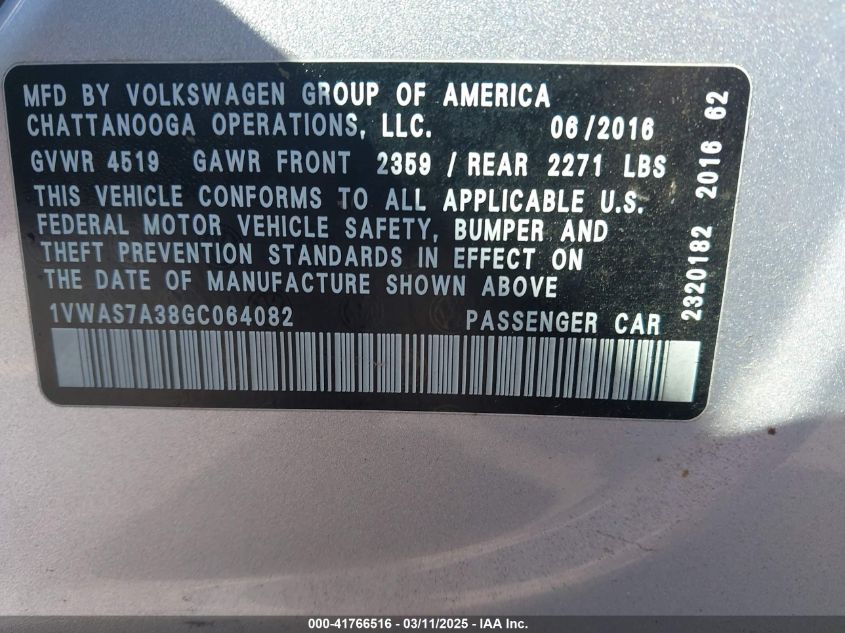 MFD BY VOLKSWAGEN GROUP OF AMERICA
CHATTANOOGA OPERATIONS, LLC. 06/2016
GVWR 4519 GAWR FRONT 2359 / REAR 2271 LBS
THIS VEHICLE CONFORMS TO ALL APPLICABLE U.S.
FEDERAL MOTOR VEHICLE SAFETY, BUMPER AND
THEFT PREVENTION STANDARDS IN EFFECT ON
THE DATE OF MANUFACTURE SHOWN ABOVE
1VWAS7A38GC064082 PASSENGER CAR
2320182 2016 62
000-41766516 - 03/11/2025 - IAA Inc.